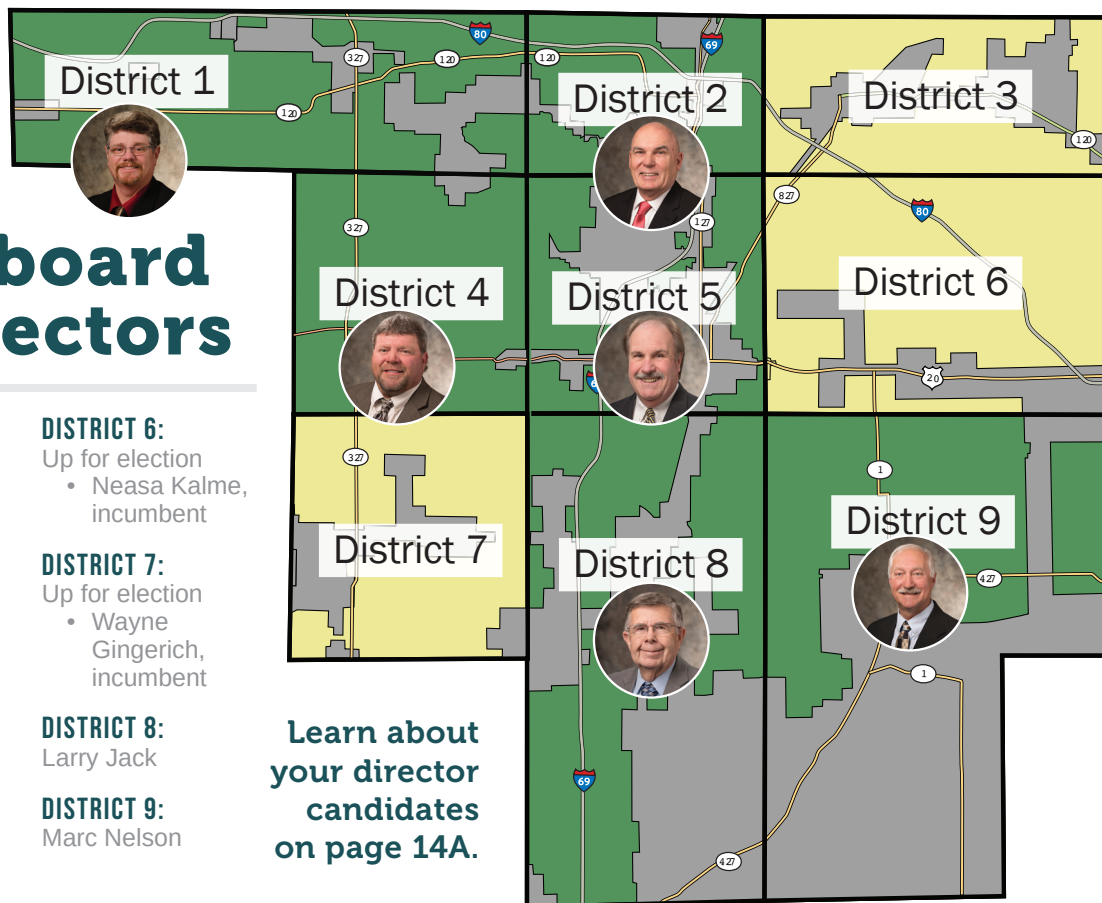 80
69
327
120
120
District 1
District 2
District 3
120
120
827
80
327
127
board
ectors
District 4
District 5
District 6
20
6
DISTRICT 6:
Up for election
• Neasa Kalme,
incumbent
327
1
District 7
District 8
District 9
427
DISTRICT 7:
Up for election
• Wayne
Gingerich,
incumbent
1
DISTRICT 8:
Larry Jack
DISTRICT 9:
Marc Nelson
Learn about
your director
candidates
on page 14A.
69
427